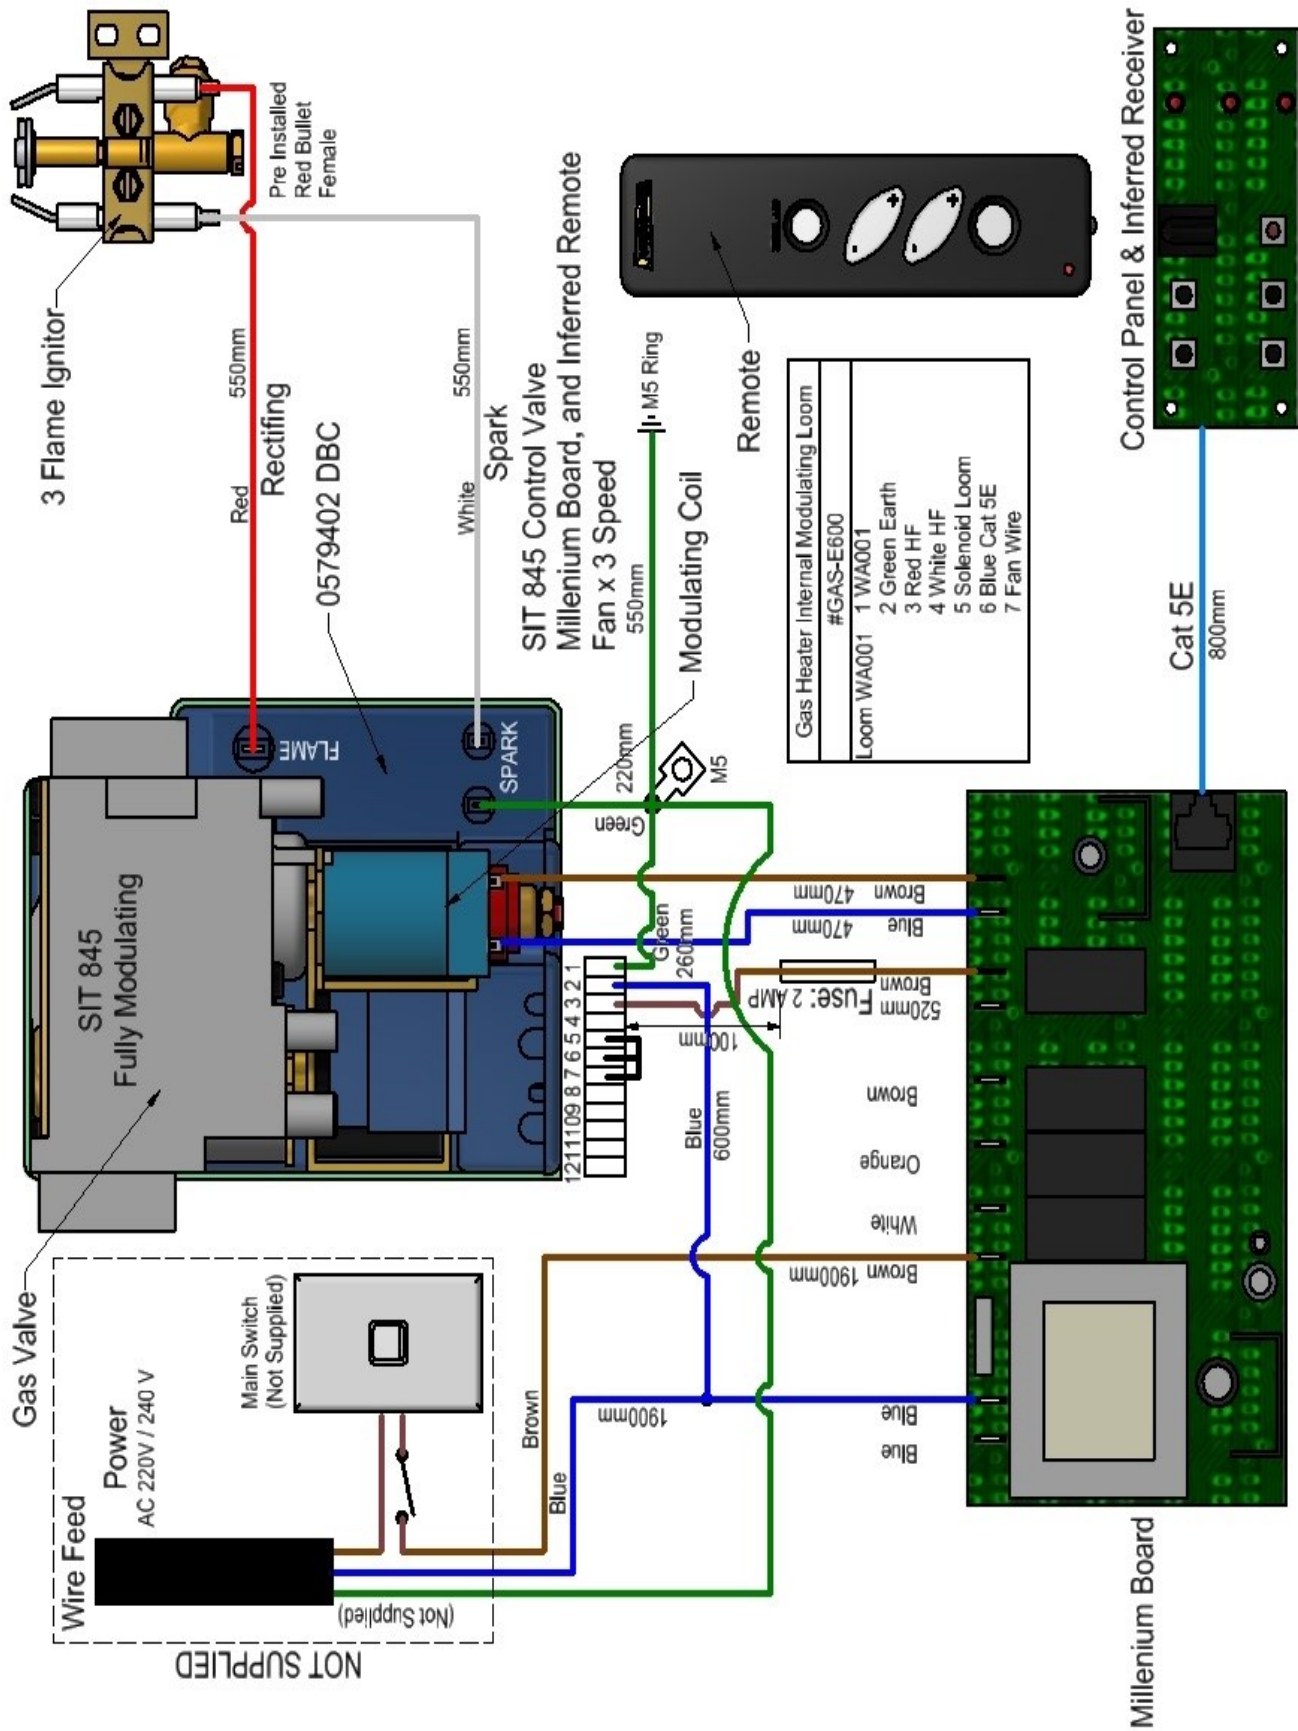 3 Flame Ignitor
Pre Installed
Red Bullet
Female
Red
550mm
Rectifing
White
550mm
Spark
0579402 DBC
SIT 845 Control Valve
Millenium Board, and Inferred Remote
Fan x 3 Speed
Modulating Coil
550mm
M5 Ring
220mm
M5
Green
Green
260mm
FLAME
SPARK
SIT 845
Fully Modulating
Gas Valve
12 11 10 9 8 7 6 5 4 3 2 1
Remote
Gas Heater Internal Modulating Loom
#GAS-E600
Loom WA001
1 WA001
2 Green Earth
3 Red HF
4 White HF
5 Solenoid Loom
6 Blue Cat 5E
7 Fan Wire
Control Panel & Inferred Receiver
Cat 5E
800mm
Wire Feed
Power
AC 220V / 240 V
Main Switch
(Not Supplied)
(Not Supplied)
NOT SUPPLIED
Brown
Blue
1900mm
Blue
600mm
100mm
Fuse: 2 AMP
470mm Brown
470mm Blue
Brown
520mm
Brown
Orange
White
1900mm Brown
Blue
Blue
Millenium Board